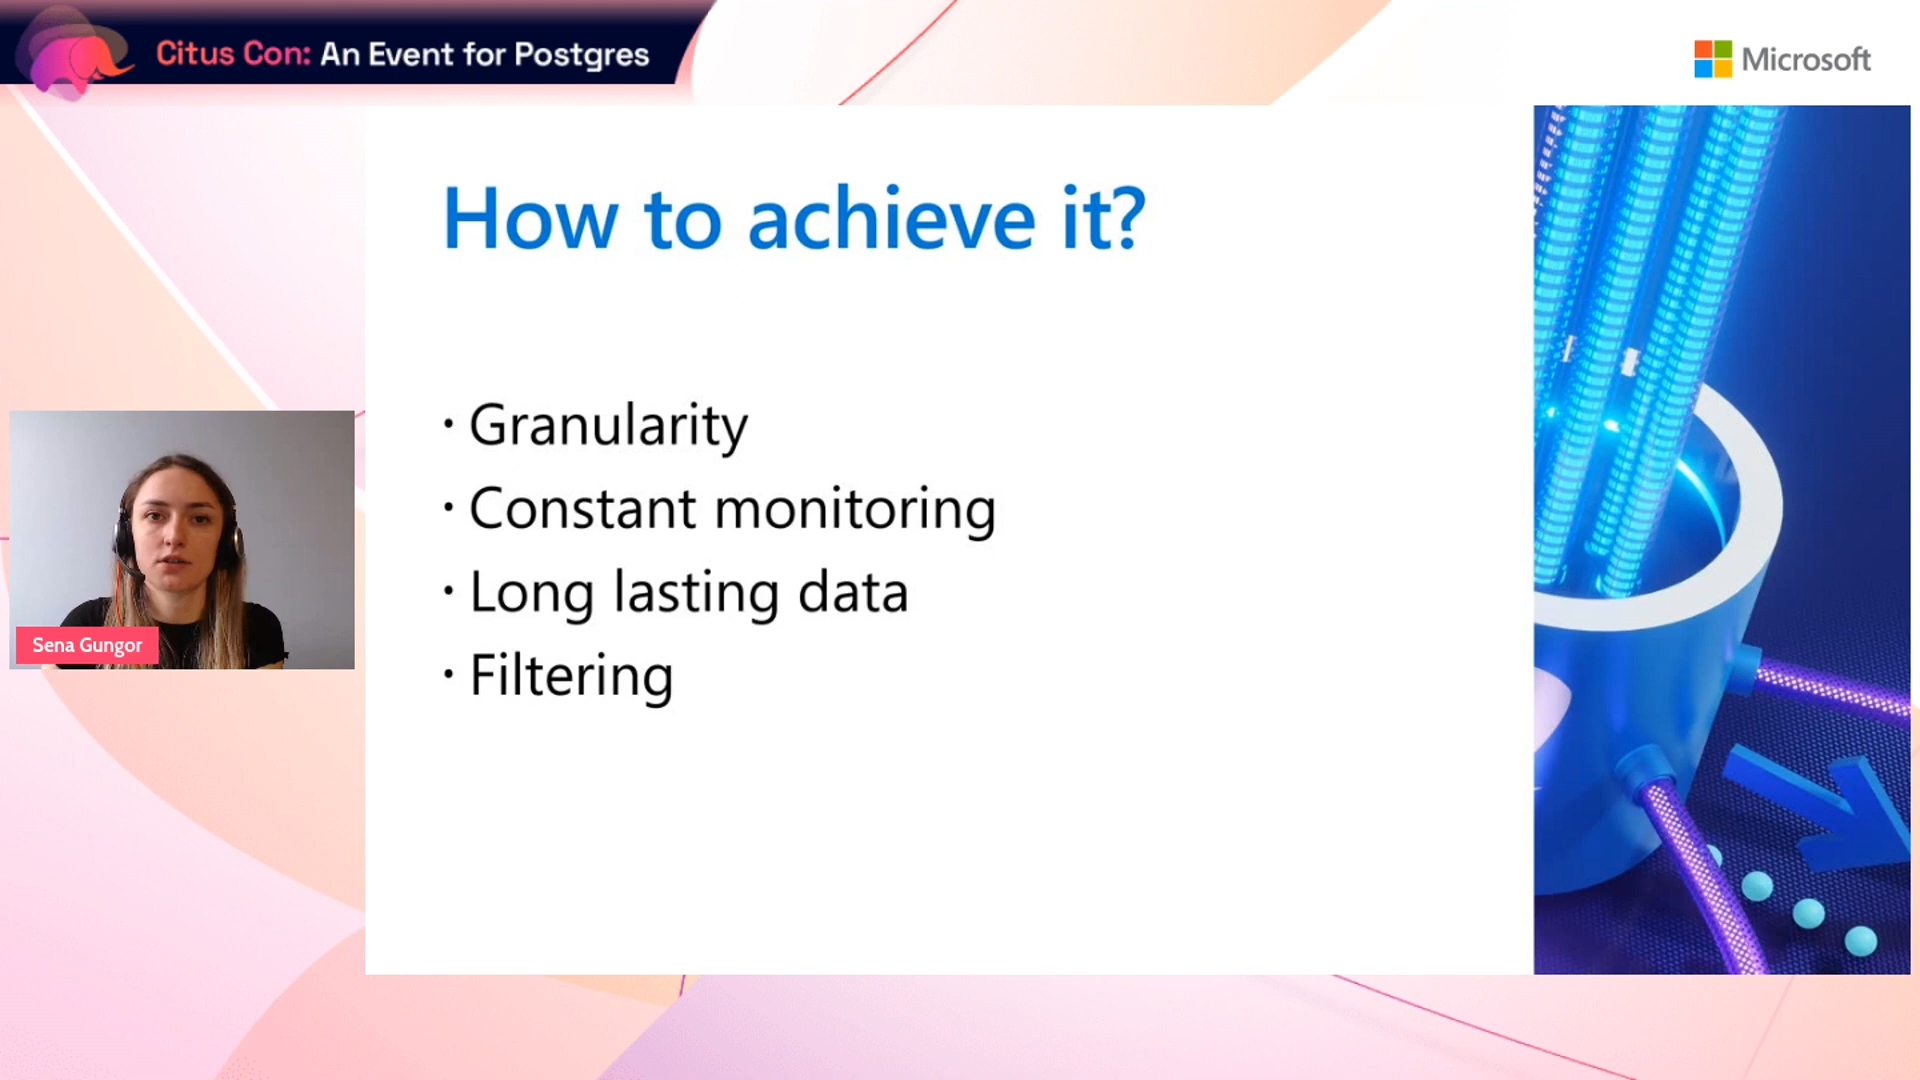 Citus Con: An Event for Postgres
Microsoft
How to achieve it?
· Granularity
· Constant monitoring
· Long lasting data
· Filtering
Sena Gungor